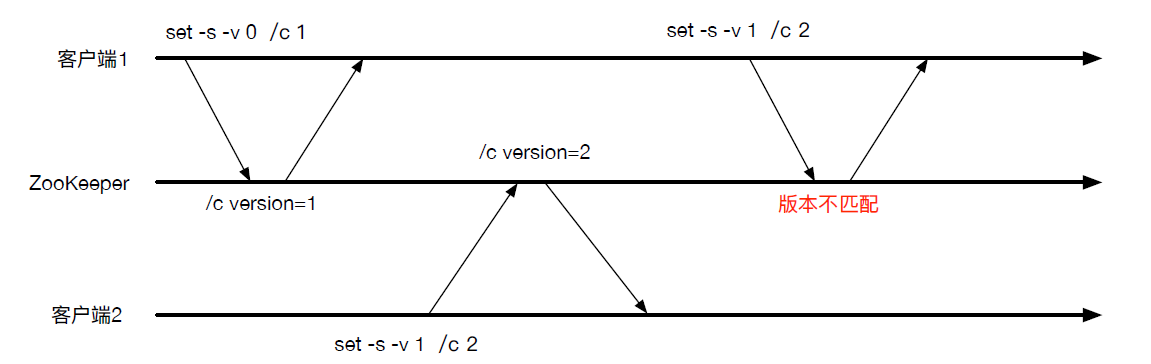 set -s -v 0 /c 1
set -s -v 1 /c 2
客户端1
/c version=2
ZooKeeper
/c version=1
版本不匹配
客户端2
set -s -v 1 /c 2